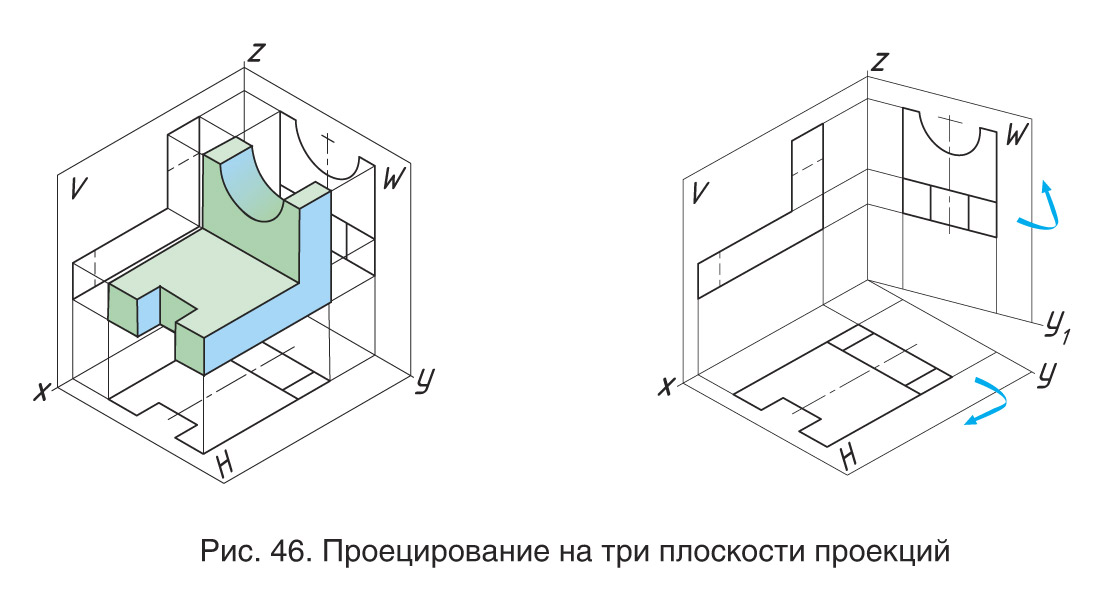 z
V
W
x
y
H
z
V
W
y₁
x
y
H
Рис. 46. Проецирование на три плоскости проекций